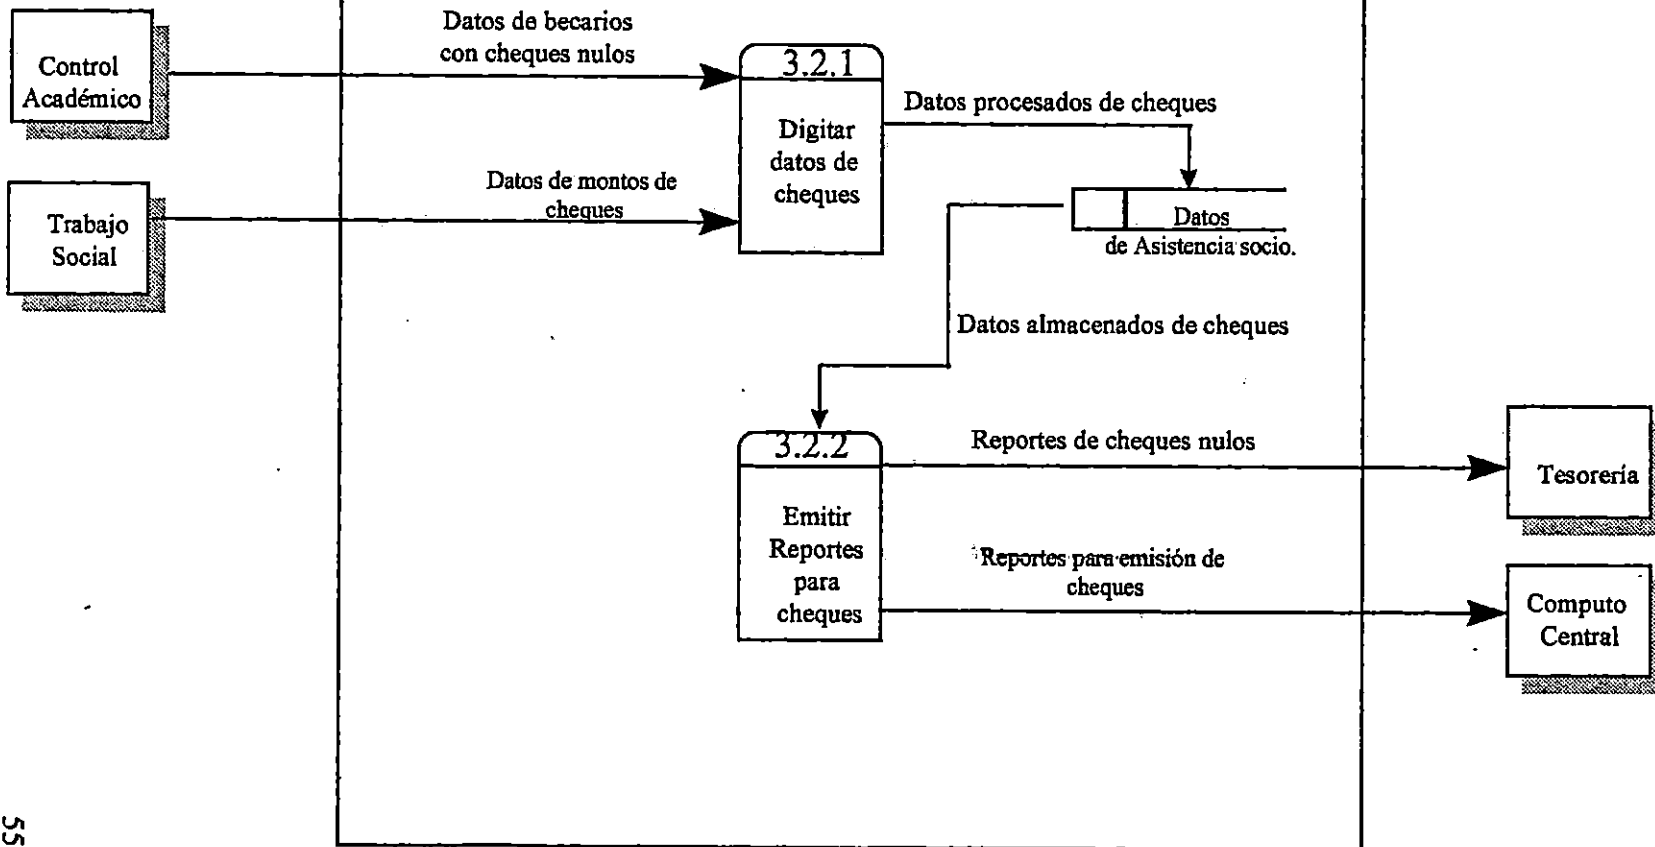 Datos de becarios
con cheques nulos
Control
Académico
3.2.1
Digitar
datos de
cheques
Datos procesados de cheques
Datos de montos de
cheques
Trabajo
Social
Datos
de Asistencia socio.
Datos almacenados de cheques
3.2.2
Emitir
Reportes
para
cheques
Reportes de cheques nulos
Tesorería
Reportes para emisión de
cheques
Computo
Central
55